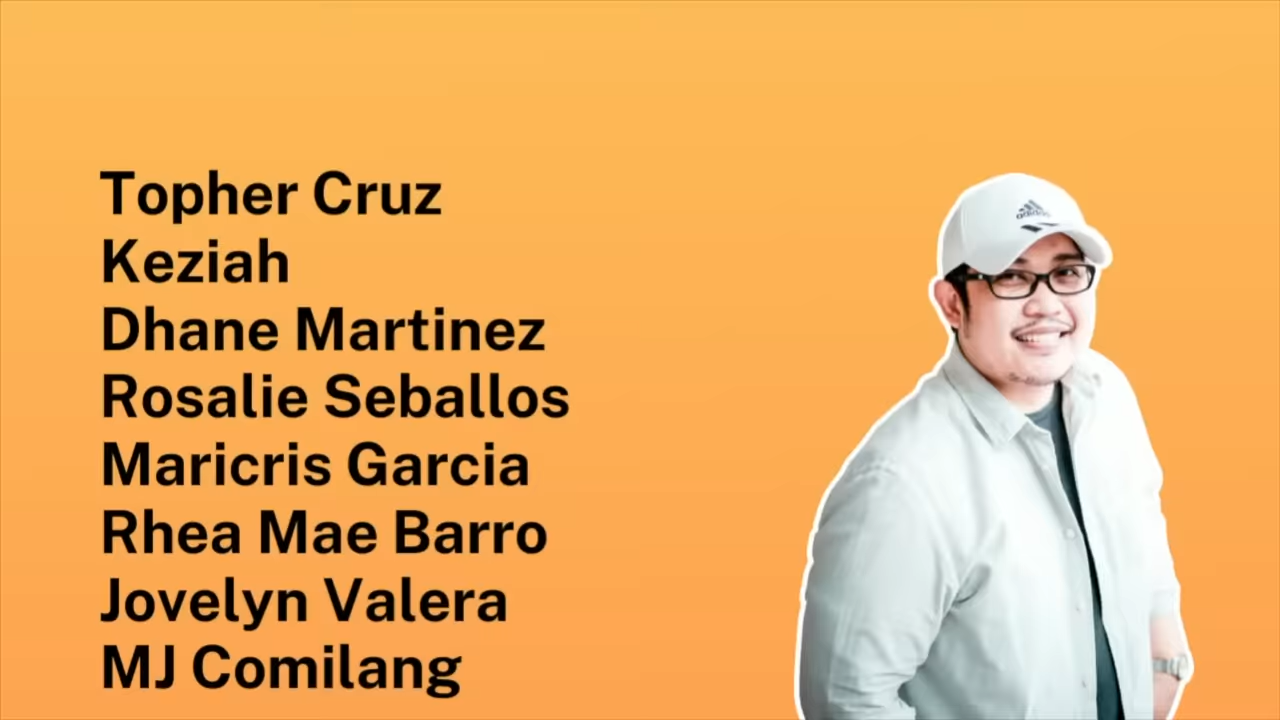 Topher Cruz
Keziah
Dhane Martinez
Rosalie Seballos
Maricris Garcia
Rhea Mae Barro
Jovelyn Valera
MJ Comilang
adidas